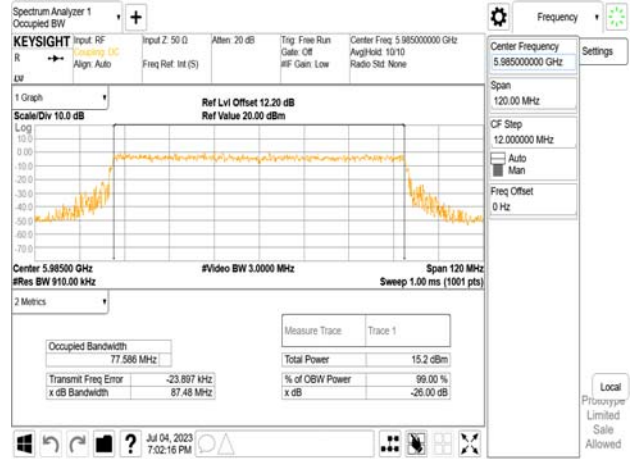 Spectrum Analyzer 1
Occupied BW
Frequency
KEYSIGHT
Input: RF
Coupling: DC
Align: Auto
Input Z: 50 Ω
Freq Ref: Int (S)
Atten: 20 dB
Trig: Free Run
Gate: Off
#IF Gain: Low
Center Freq: 5.985000000 GHz
Avg|Hold: 10/10
Radio Std: None
R
LXI
Center Frequency
5.985000000 GHz
Settings
Span
120.00 MHz
CF Step
12.000000 MHz
Auto
Man
Freq Offset
0 Hz
1 Graph
Scale/Div 10.0 dB
Ref Lvl Offset 12.20 dB
Ref Value 20.00 dBm
Log
10.0
0.00
-10.0
-20.0
-30.0
-40.0
-50.0
-60.0
-70.0
Center 5.98500 GHz
#Res BW 910.00 kHz
#Video BW 3.0000 MHz
Span 120 MHz
Sweep 1.00 ms (1001 pts)
2 Metrics
Measure Trace
Trace 1
Occupied Bandwidth
77.586 MHz
Total Power
15.2 dBm
Transmit Freq Error
-23.897 kHz
% of OBW Power
99.00 %
x dB Bandwidth
87.48 MHz
x dB
-26.00 dB
Local
Prototype
Limited
Sale
Allowed
?
Jul 04, 2023
7:02:16 PM